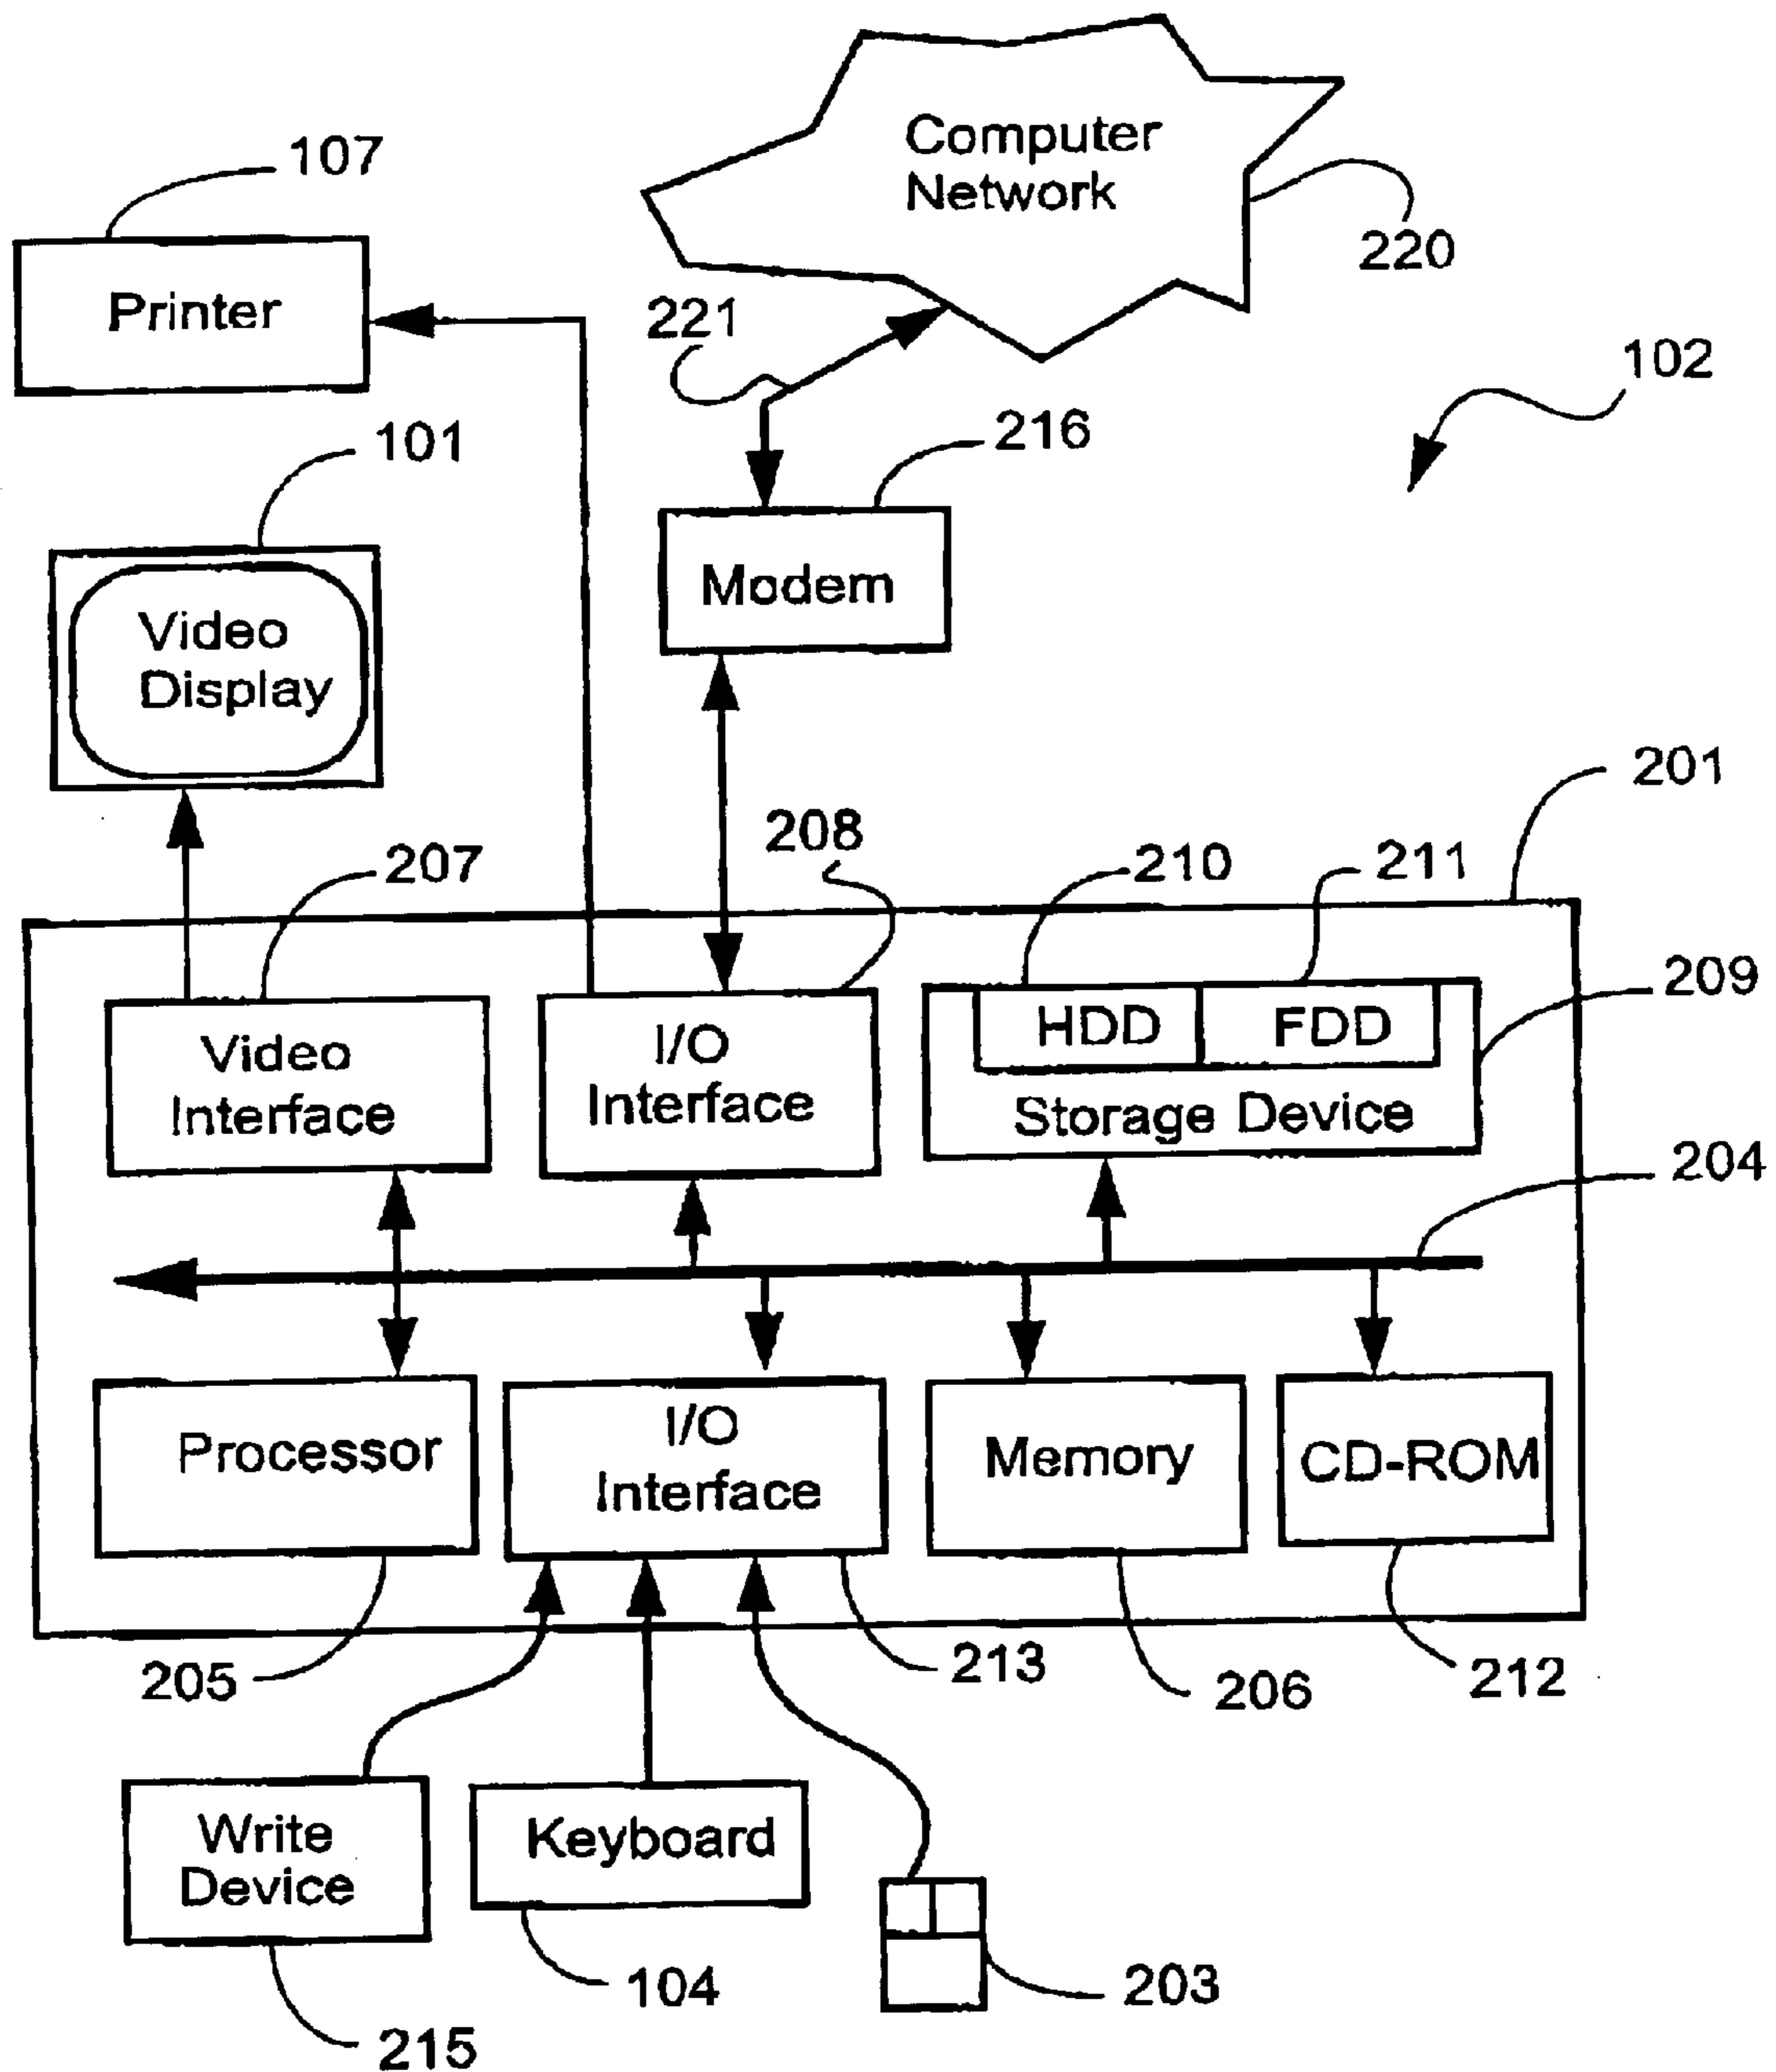 Computer
Network
107
220
Printer
221
102
101
216
Modem
Video
Display
201
208
207
210
211
209
HDD
FDD
I/O
Interface
Video
Interface
Storage Device
204
I/O
Interface
Processor
Memory
CD-ROM
205
213
206
212
Write
Device
Keyboard
104
203
215